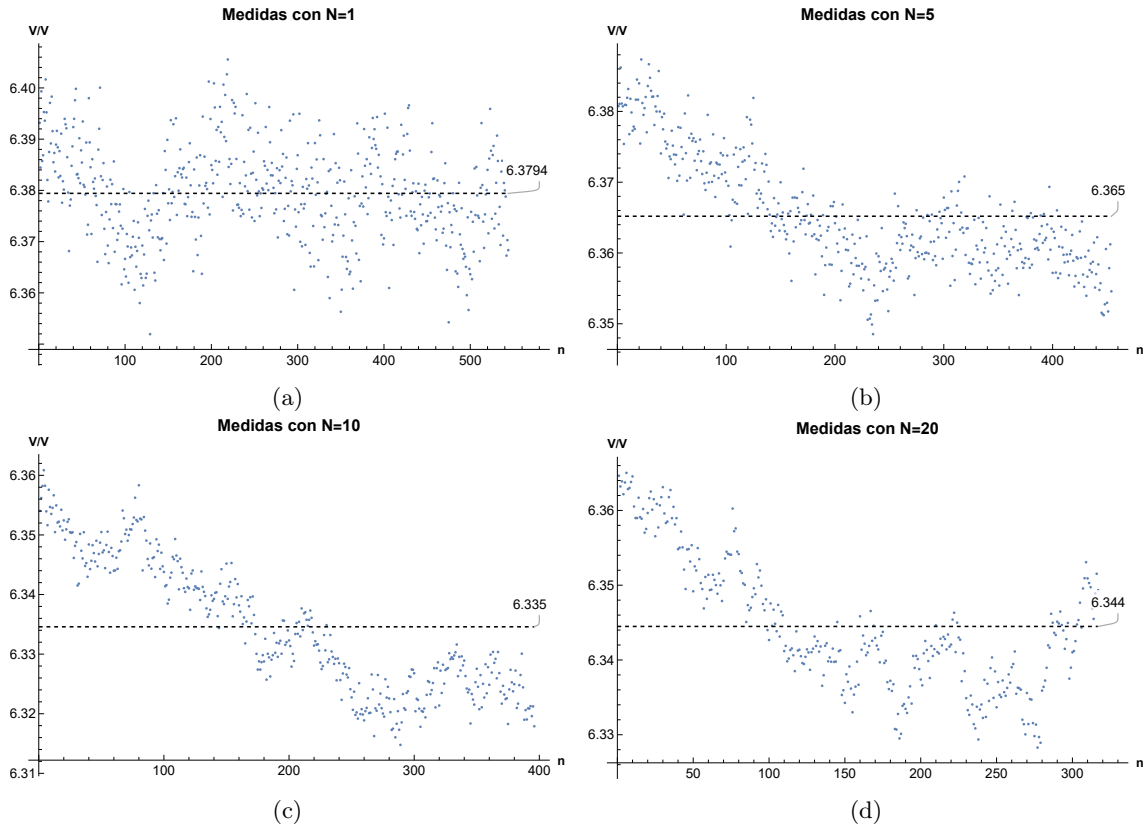 Medidas con N=1
V/V
6.40
6.39
6.38
6.37
6.36
6.3794
100 200 300 400 500 n
(a)
Medidas con N=5
V/V
6.38
6.37
6.36
6.35
6.365
100 200 300 400 n
(b)
Medidas con N=10
V/V
6.36
6.35
6.34
6.33
6.32
6.31
6.335
100 200 300 400 n
(c)
Medidas con N=20
V/V
6.36
6.35
6.34
6.33
6.344
50 100 150 200 250 300 n
(d)